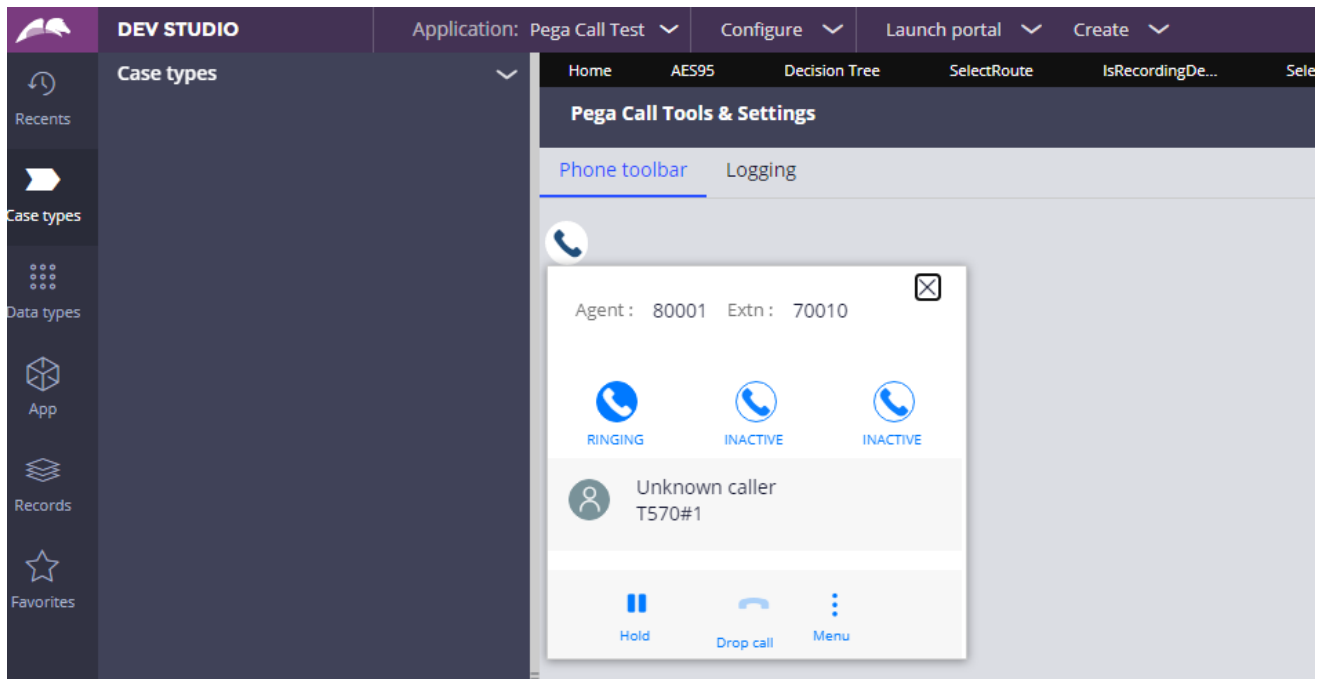 DEV STUDIO
Application: Pega Call Test
Configure
Launch portal
Create
Recents
Case types
Data types
App
Records
Favorites
Case types
Home
AES95
Decision Tree
SelectRoute
IsRecordingDe...
Sele
Pega Call Tools & Settings
Phone toolbar
Logging
Agent : 80001 Extn : 70010
RINGING
INACTIVE
INACTIVE
Unknown caller
T570#1
Hold
Drop call
Menu